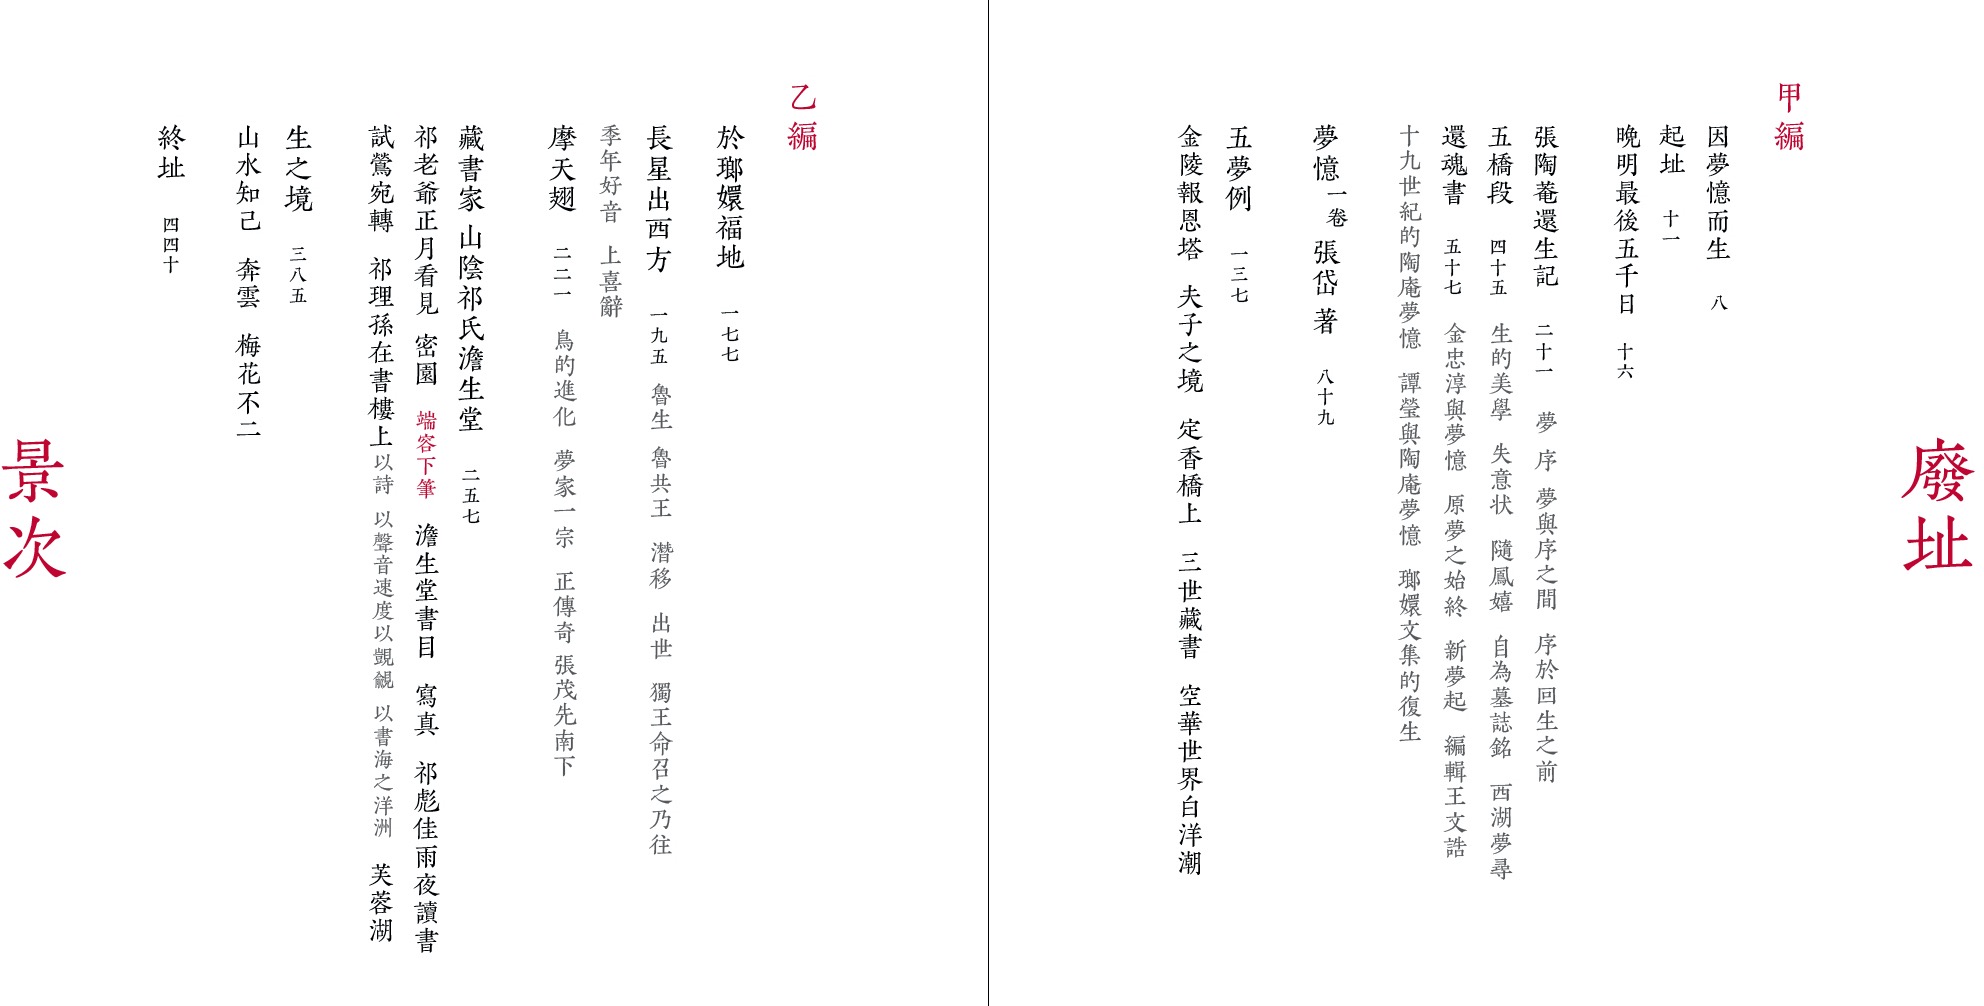 廢址
甲編
因夢憶而生 八
起址 十一
晚明最後五千日 十六
張陶菴還生記 二十一 夢 序 夢與序之間 序於回生之前
五橋段 四十五 生的美學 失意状 隨鳳嬉 自為墓誌銘 西湖夢尋
還魂書 五十七 金忠淳與夢憶 原夢之始終 新夢起 編輯王文誥
十九世紀的陶庵夢憶 譚瑩與陶庵夢憶 瑯嬛文集的復生
夢憶一卷 張岱 著 八十九
五夢例 一三七
金陵報恩塔 夫子之境 定香橋上 三世藏書 空華世界白洋潮
乙編
於瑯嬛福地 一七七
長星出西方 一九五 魯生 魯共王 潛移 出世 獨王命召之乃往
季年好音 上喜辭
摩天翅 二二一 鳥的進化 夢家一宗 正傳奇 張茂先南下
藏書家 山陰祁氏澹生堂 二五七
祁老爺正月看見 密園 端容下筆 澹生堂書目 寫真 祁彪佳雨夜讀書
試鶯宛轉 祁理孫在書樓上 以詩 以聲音速度以覬覦 以書海之洋洲 芙蓉湖
生之境 三八五
山水知己 奔雲 梅花不二
終址 四四十
景次